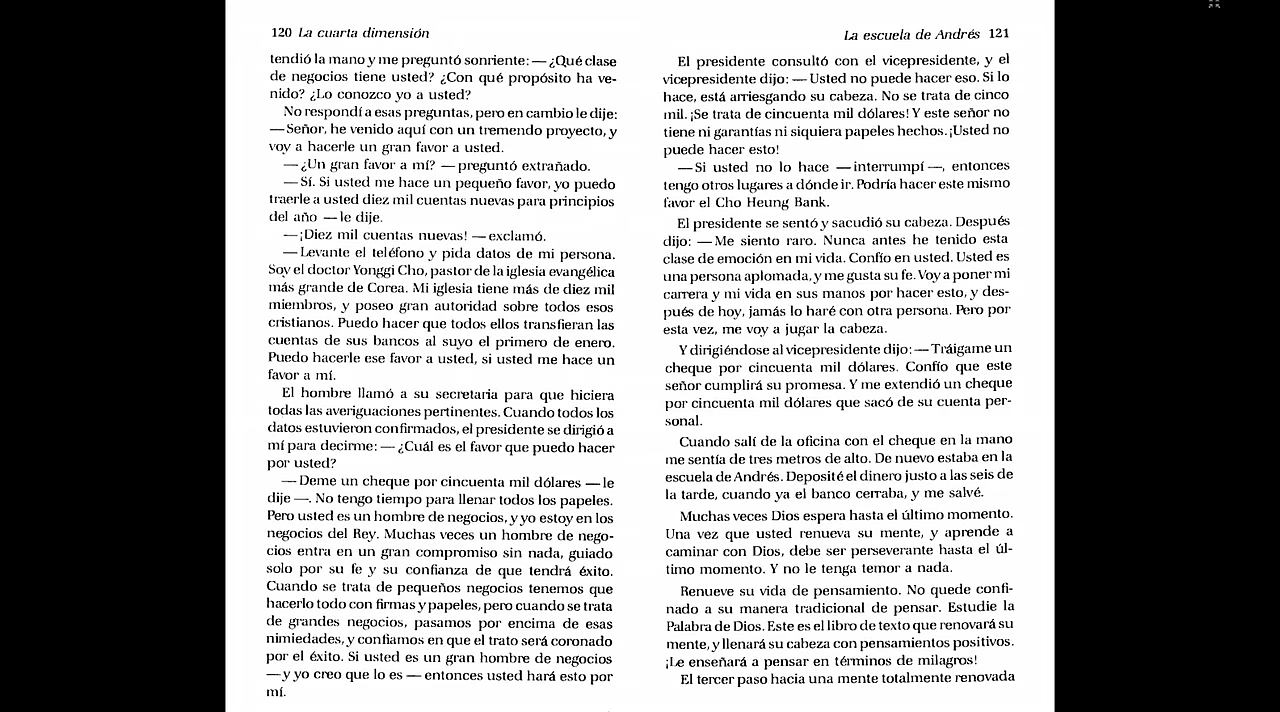 120 La cuarta dimensión
tendió la mano y me preguntó sonriente: — ¿Qué clase
de negocios tiene usted? ¿Con qué propósito ha ve-
nido? ¿Lo conozco yo a usted?
No respondí a esas preguntas, pero en cambio le dije:
— Señor, he venido aquí con un tremendo proyecto, y
voy a hacerle un gran favor a usted.
— ¿Un gran favor a mí? — preguntó extrañado.
— Sí. Si usted me hace un pequeño favor, yo puedo
traerle a usted diez mil cuentas nuevas para principios
del año — le dije.
— ¡Diez mil cuentas nuevas! — exclamó.
— Levante el teléfono y pida datos de mi persona.
Soy el doctor Yonggi Cho, pastor de la iglesia evangélica
más grande de Corea. Mi iglesia tiene más de diez mil
miembros, y poseo gran autoridad sobre todos esos
cristianos. Puedo hacer que todos ellos transfieran las
cuentas de sus bancos al suyo el primero de enero.
Puedo hacerle ese favor a usted, si usted me hace un
favor a mí.
El hombre llamó a su secretaria para que hiciera
todas las averiguaciones pertinentes. Cuando todos los
datos estuvieron confirmados, el presidente se dirigió a
mí para decirme: — ¿Cuál es el favor que puedo hacer
por usted?
— Deme un cheque por cincuenta mil dólares — le
dije —. No tengo tiempo para llenar todos los papeles.
Pero usted es un hombre de negocios, y yo estoy en los
negocios del Rey. Muchas veces un hombre de nego-
cios entra en un gran compromiso sin nada, guiado
solo por su fe y su confianza de que tendrá éxito.
Cuando se trata de pequeños negocios tenemos que
hacerlo todo con firmas y papeles, pero cuando se trata
de grandes negocios, pasamos por encima de esas
nimiedades, y confiamos en que el trato será coronado
por el éxito. Si usted es un gran hombre de negocios
— y yo creo que lo es — entonces usted hará esto por
mí.
La escuela de Andrés 121
El presidente consultó con el vicepresidente, y el
vicepresidente dijo: — Usted no puede hacer eso. Si lo
hace, está arriesgando su cabeza. No se trata de cinco
mil. ¡Se trata de cincuenta mil dólares! Y este señor no
tiene ni garantías ni siquiera papeles hechos. ¡Usted no
puede hacer esto!
— Si usted no lo hace — interrumpí —, entonces
tengo otros lugares a dónde ir. Podría hacer este mismo
favor el Cho Heung Bank.
El presidente se sentó y sacudió su cabeza. Después
dijo: — Me siento raro. Nunca antes he tenido esta
clase de emoción en mi vida. Confío en usted. Usted es
una persona aplomada, y me gusta su fe. Voy a poner mi
carrera y mi vida en sus manos por hacer esto, y des-
pués de hoy, jamás lo haré con otra persona. Pero por
esta vez, me voy a jugar la cabeza.
Y dirigiéndose al vicepresidente dijo: — Tráigame un
cheque por cincuenta mil dólares. Confío que este
señor cumplirá su promesa. Y me extendió un cheque
por cincuenta mil dólares que sacó de su cuenta per-
sonal.
Cuando salí de la oficina con el cheque en la mano
me sentía de tres metros de alto. De nuevo estaba en la
escuela de Andrés. Deposité el dinero justo a las seis de
la tarde, cuando ya el banco cerraba, y me salvé.
Muchas veces Dios espera hasta el último momento.
Una vez que usted renueva su mente, y aprende a
caminar con Dios, debe ser perseverante hasta el úl-
timo momento. Y no le tenga temor a nada.
Renueve su vida de pensamiento. No quede confi-
nado a su manera tradicional de pensar. Estudie la
Palabra de Dios. Este es el libro de texto que renovará su
mente, y llenará su cabeza con pensamientos positivos.
¡Le enseñará a pensar en términos de milagros!
El tercer paso hacia una mente totalmente renovada